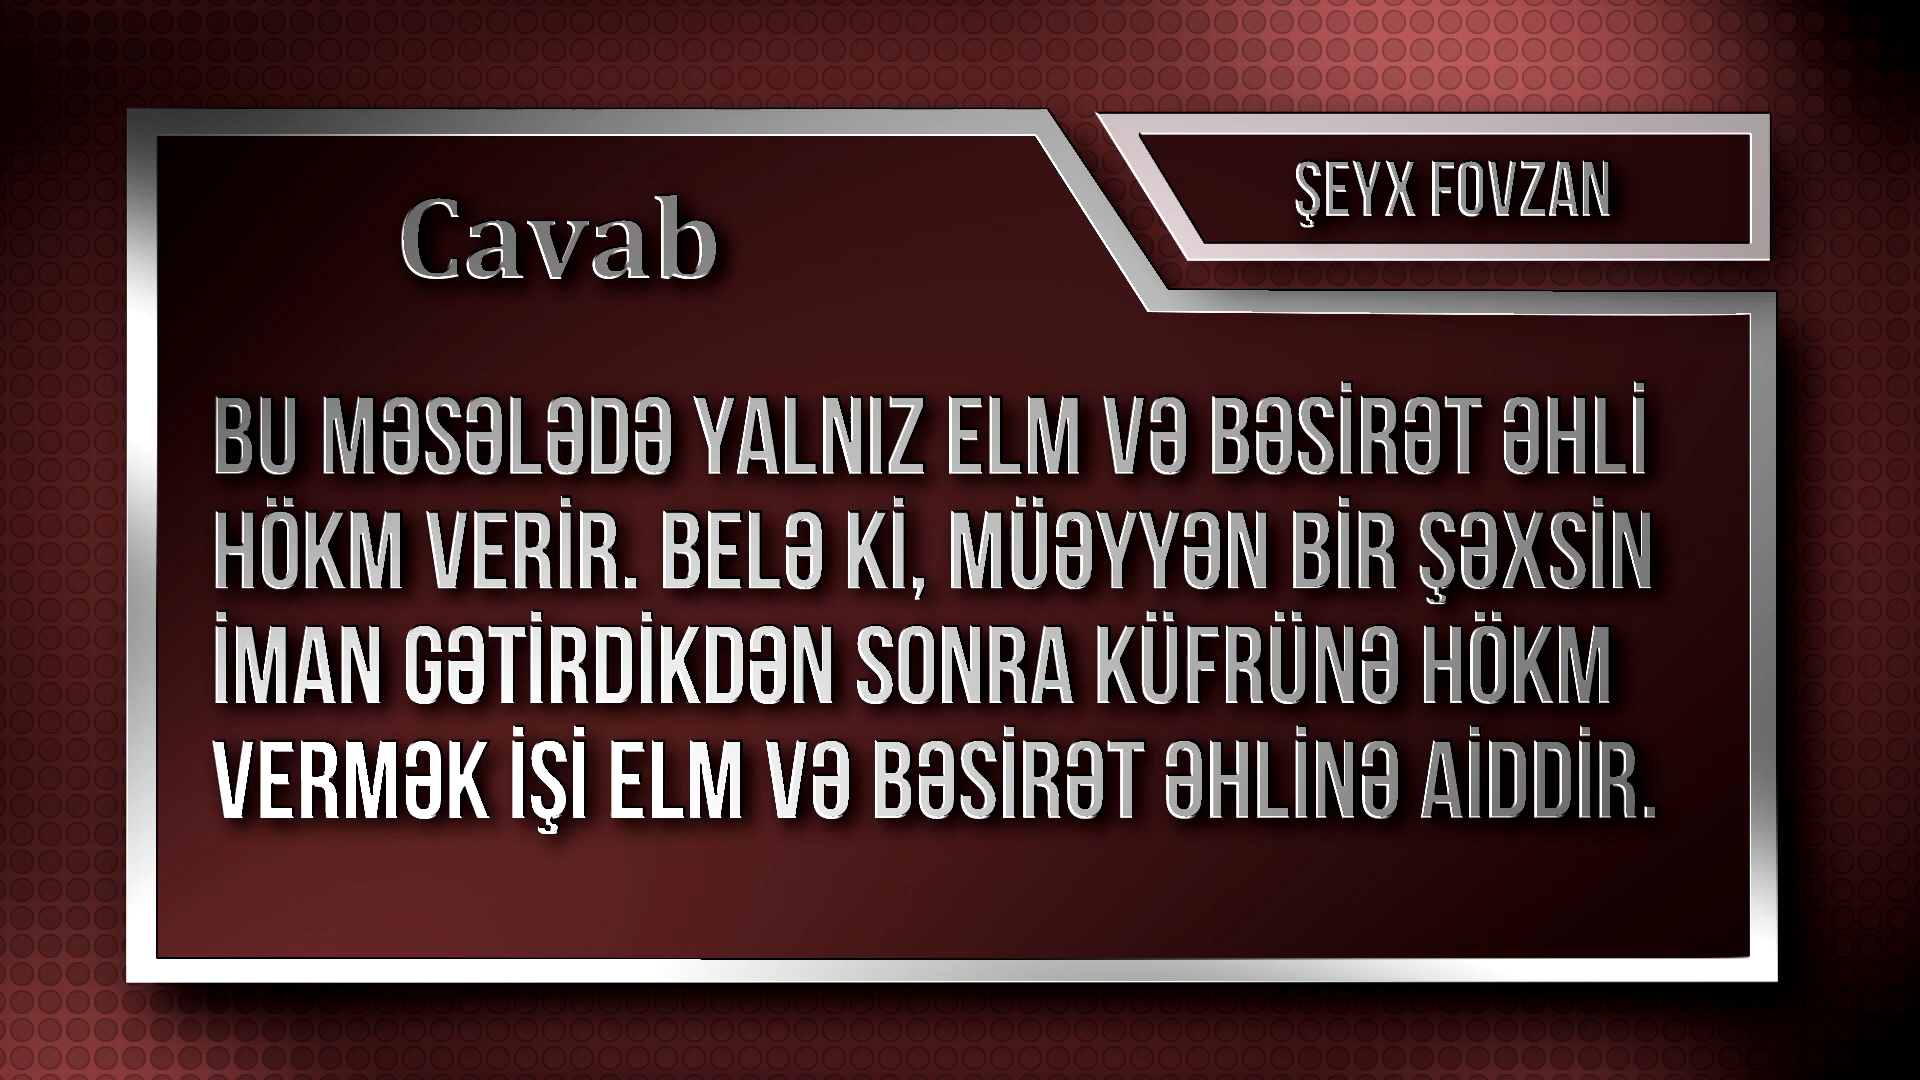 Cavab
ŞEYX FOVZAN
BU MƏSƏLƏDƏ YALNIZ ELM VƏ BƏSİRƏT ƏHLİ
HÖKM VERİR. BELƏ Kİ, MÜƏYYƏN BİR ŞƏXSİN
İMAN GƏTİRDİKDƏN SONRA KÜFRÜNƏ HÖKM
VERMƏK İŞİ ELM VƏ BƏSİRƏT ƏHLİNƏ AİDDİR.